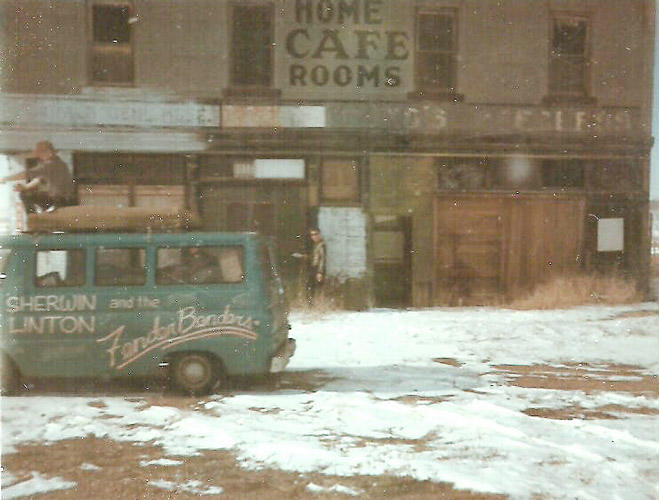 HOME
CAFE
ROOMS
SHERWIN and the
LINTON Fender Benders